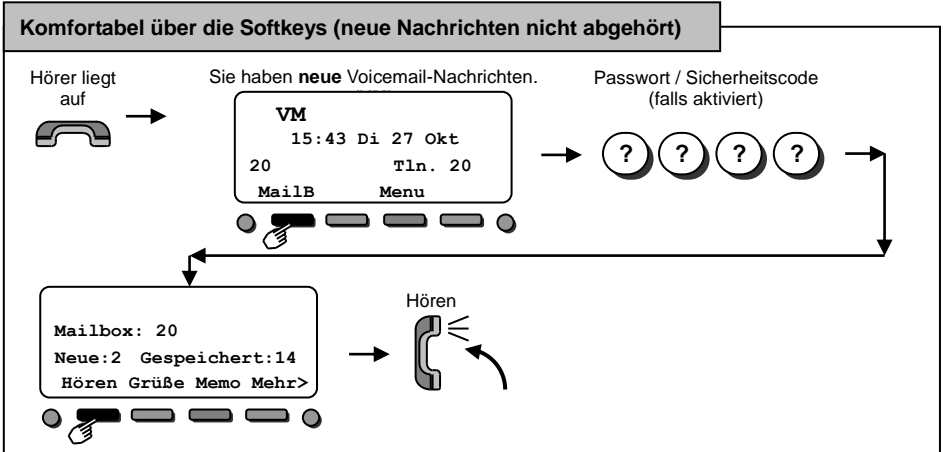 Komfortabel über die Softkeys (neue Nachrichten nicht abgehört)
Hörer liegt
auf
Sie haben neue Voicemail-Nachrichten.
VM
15:43 Di 27 Okt
20 Tln. 20
MailB Menu
Passwort / Sicherheitscode
(falls aktiviert)
? ? ? ?
Mailbox: 20
Neue:2 Gespeichert:14
Hören Grüße Memo Mehr>
Hören